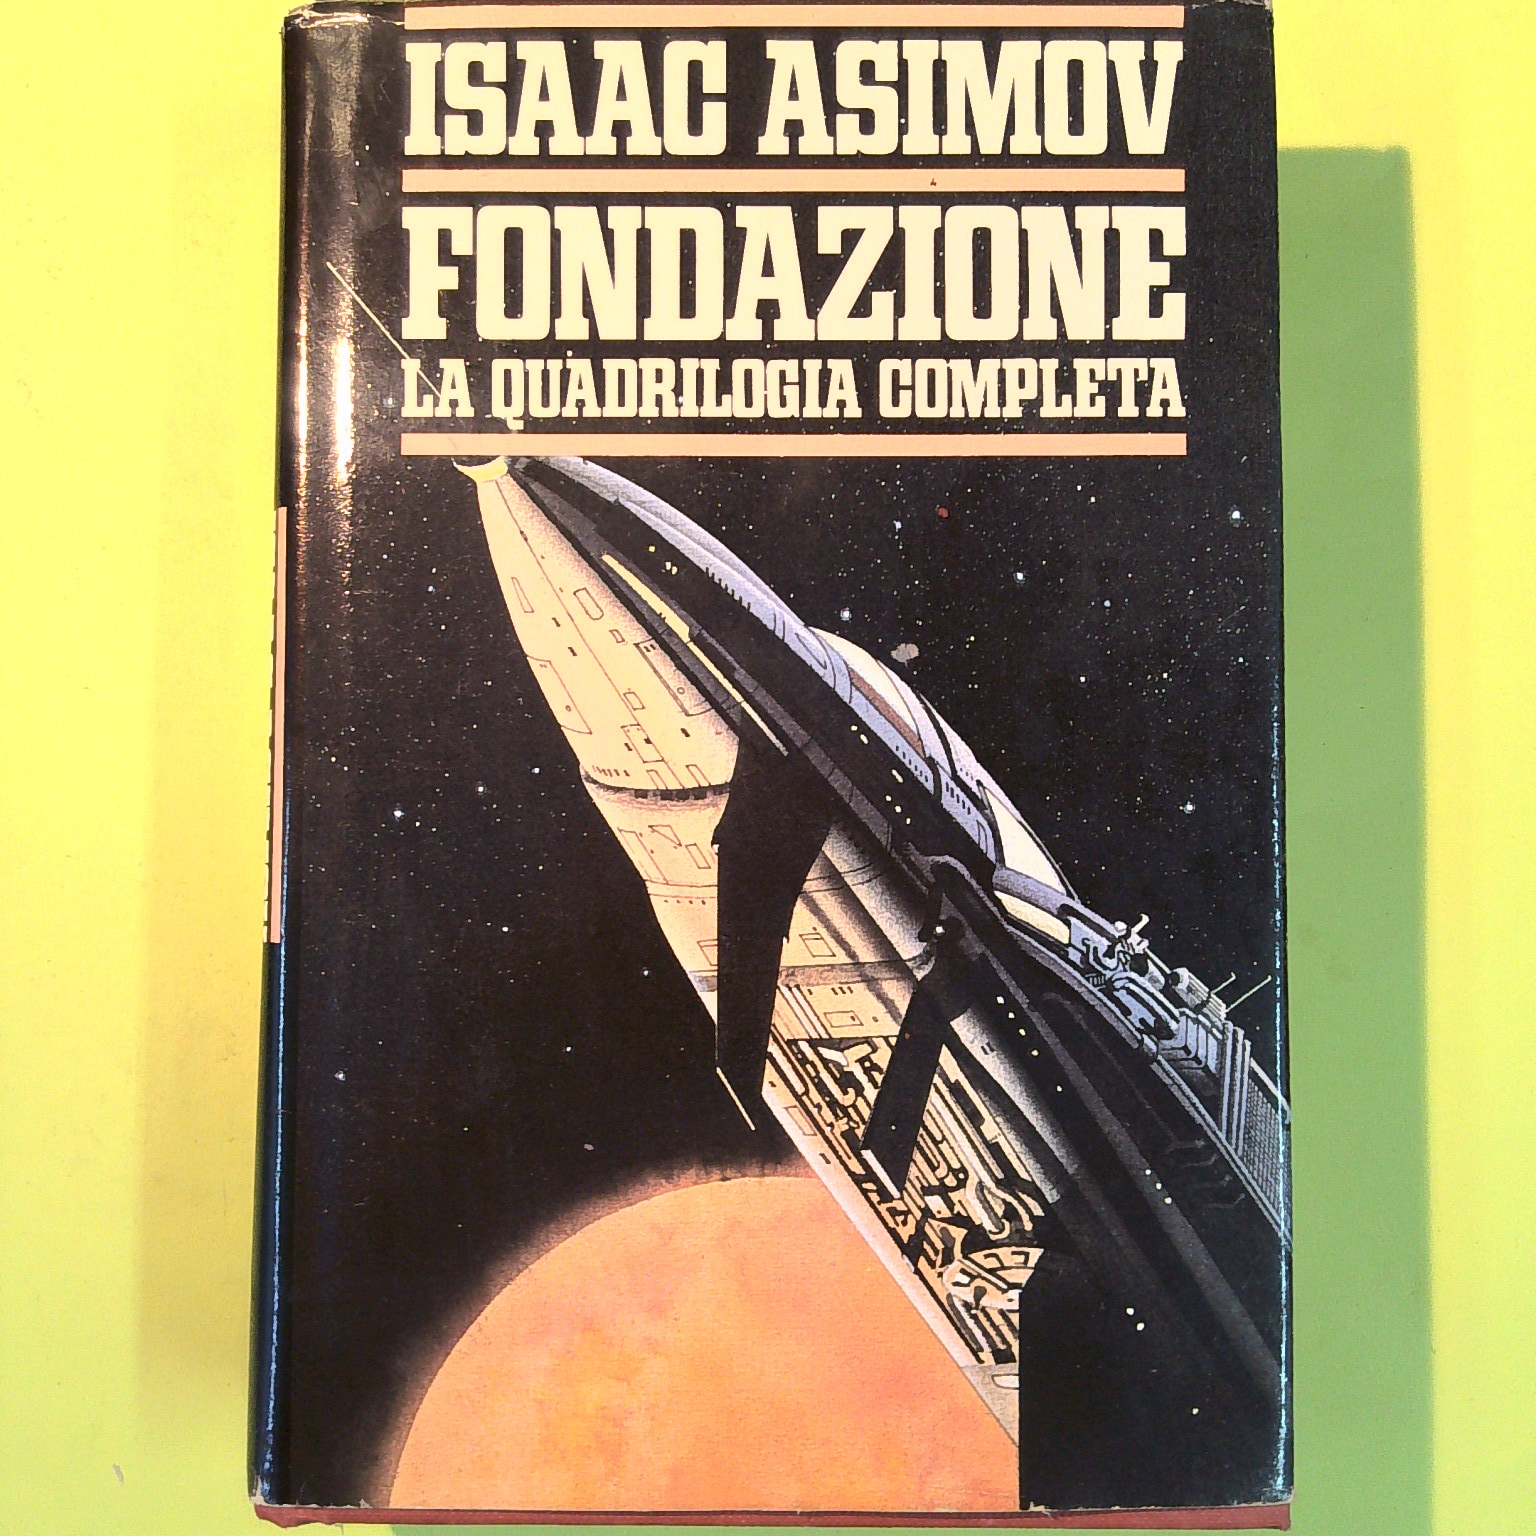 ISAAC ASIMOV
FONDAZIONE
LA QUADRILOGIA COMPLETA